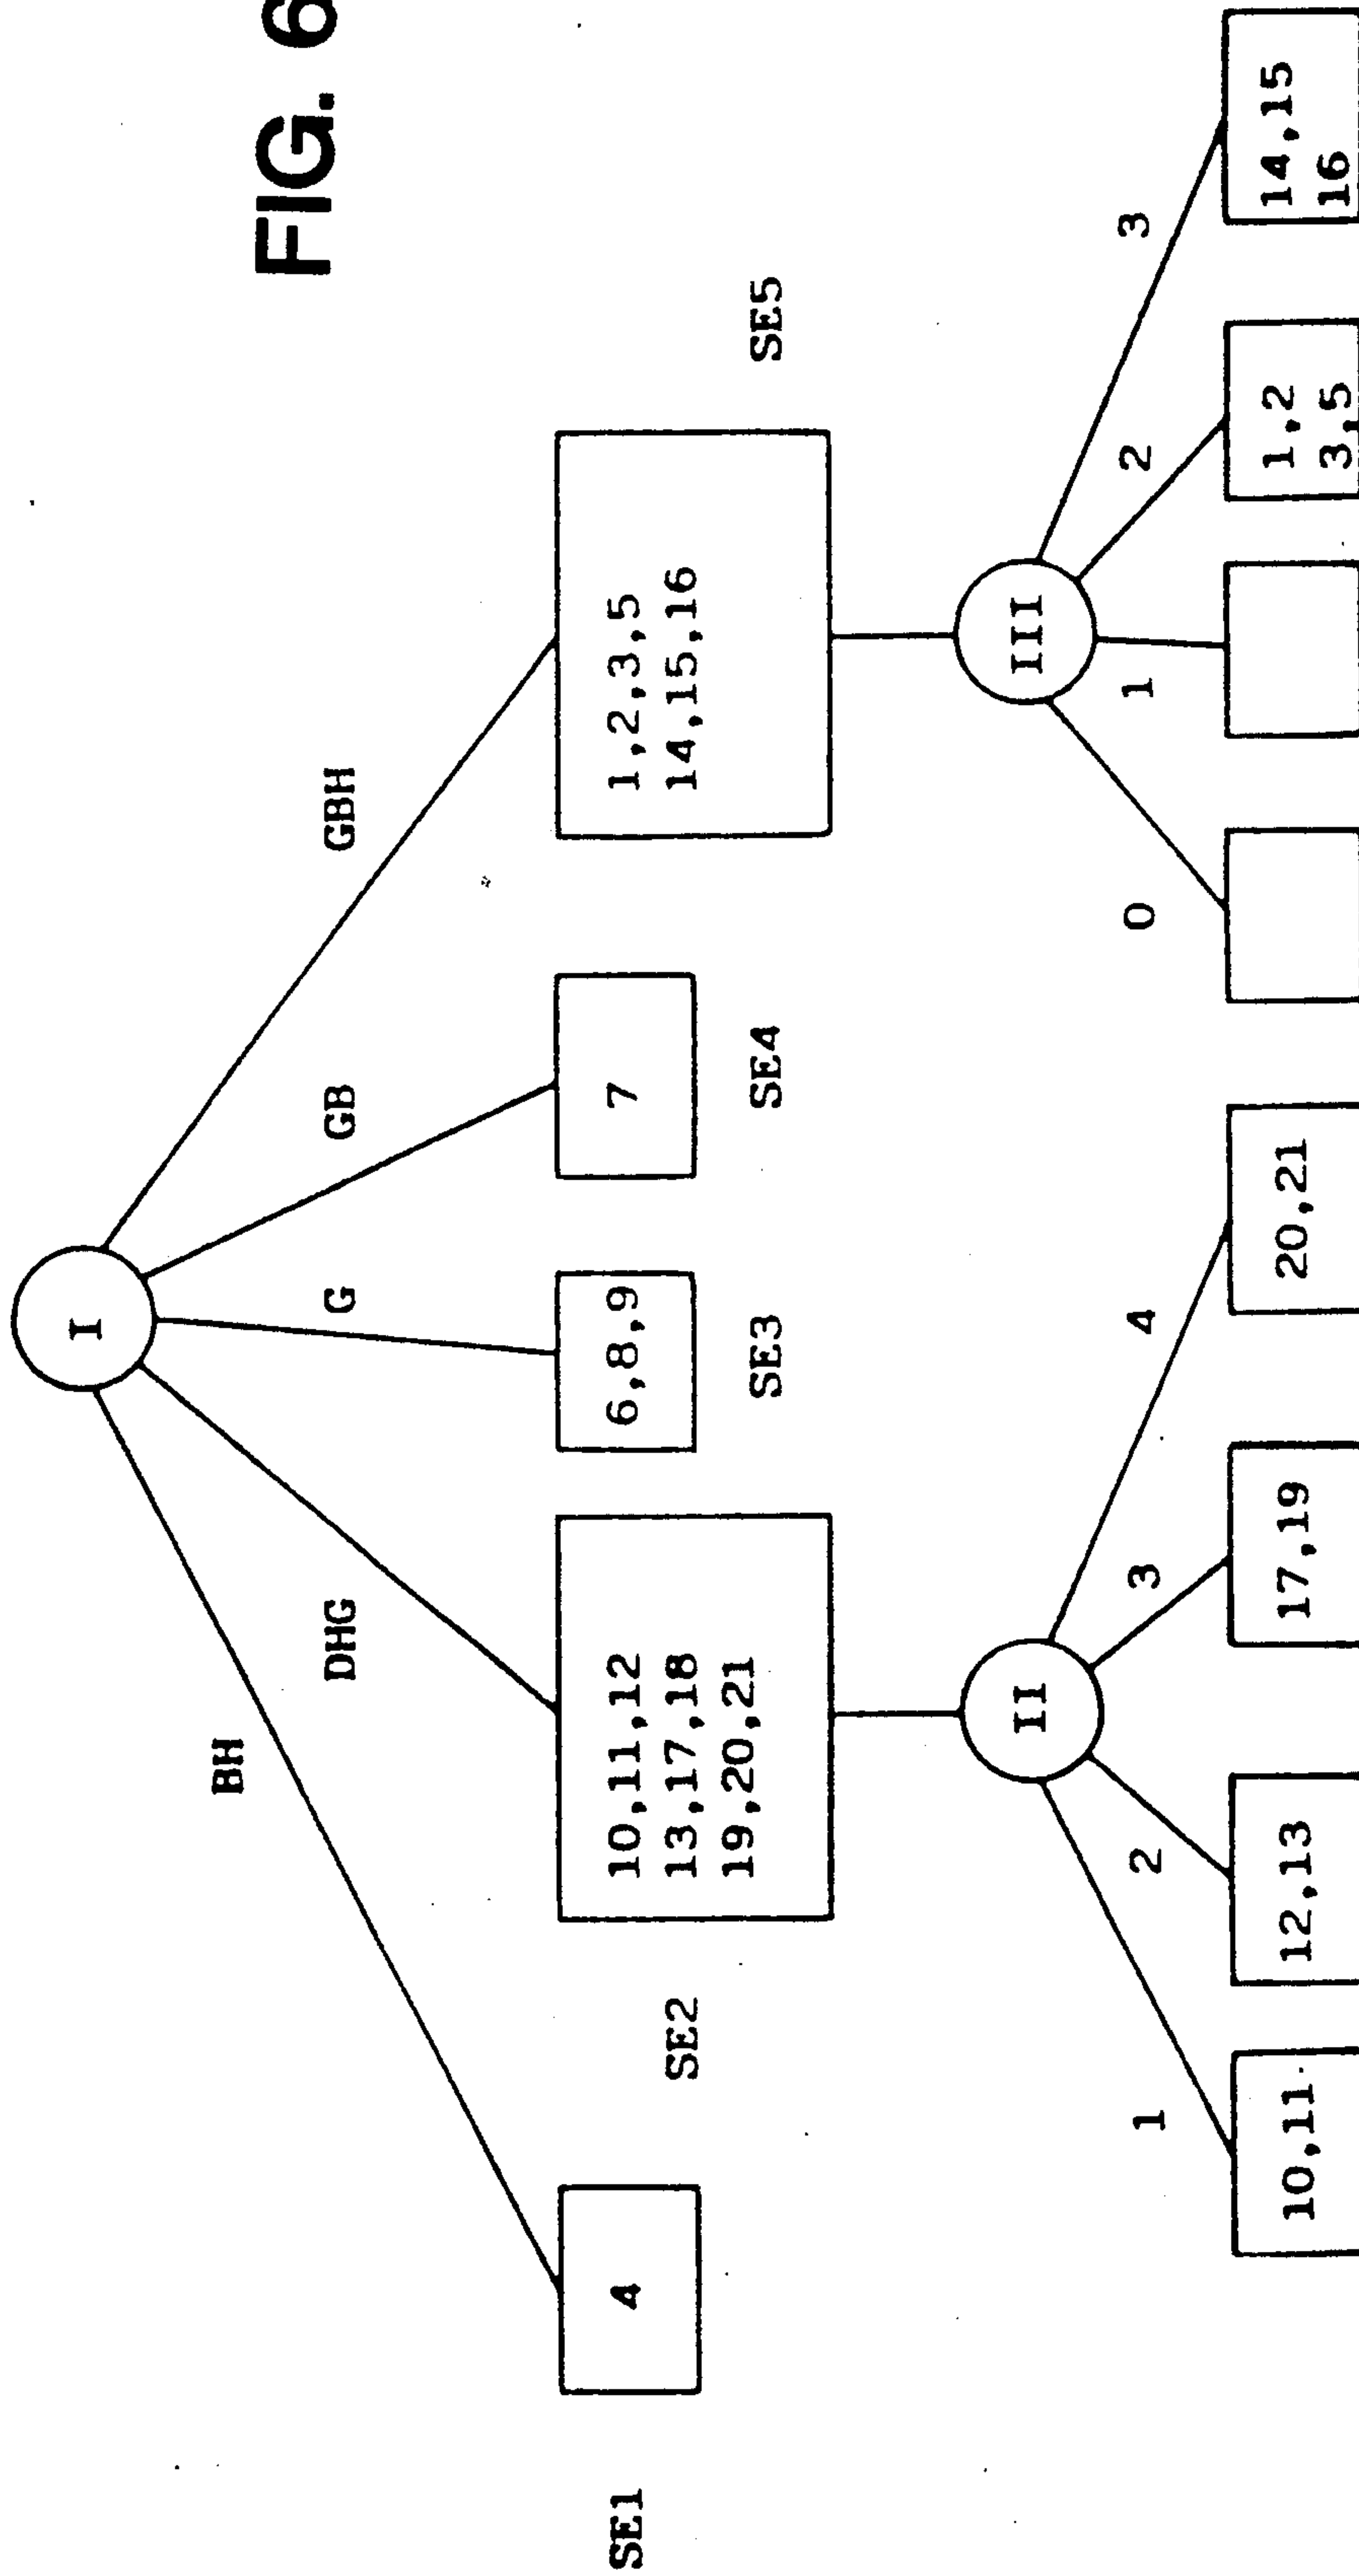 FIG. 6
I
BH
DHG
G
GB
GBH
SE1
4
SE2
10,11,12
13,17,18
19,20,21
6,8,9
SE3
7
SE4
1,2,3,5
14,15,16
SE5
II
III
1
2
3
4
0
1
2
3
10,11
12,13
17,19
20,21
1,2
3,5
14,15
16